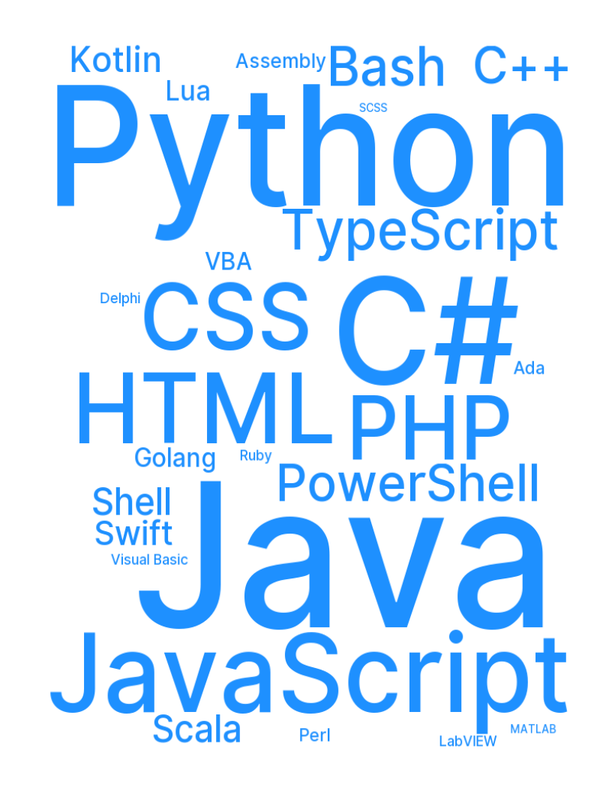 Kotlin
Assembly
Bash
C++
Lua
SCSS
Python
TypeScript
VBA
Delphi
CSS
C#
Ada
HTML
PHP
Golang
Ruby
PowerShell
Shell
Swift
Visual Basic
Java
JavaScript
Scala
Perl
LabVIEW
MATLAB